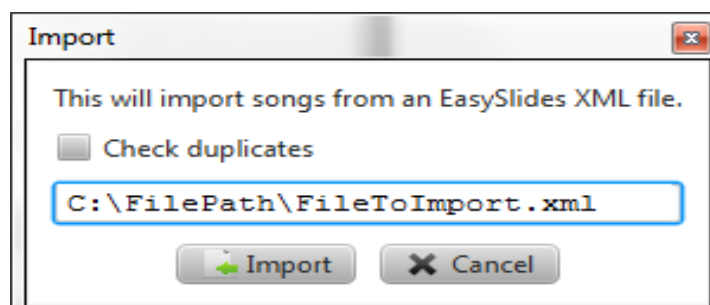 Import
This will import songs from an EasySlides XML file.
Check duplicates
C:\FilePath\FileToImport.xml
Import
Cancel